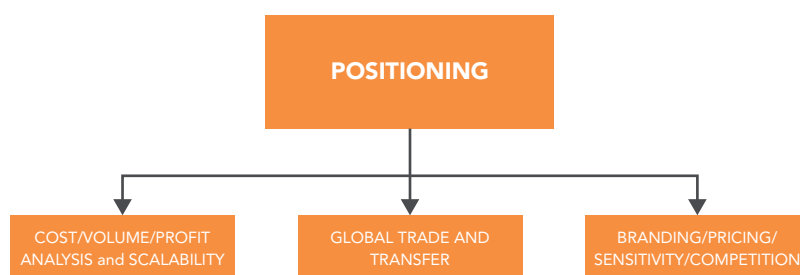 POSITIONING
COST/VOLUME/PROFIT
ANALYSIS and SCALABILITY
GLOBAL TRADE AND
TRANSFER
BRANDING/PRICING/
SENSITIVITY/COMPETITION